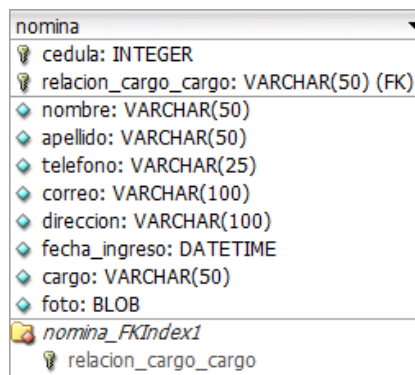 nomina
cedula: INTEGER
relacion_cargo_cargo: VARCHAR(50) (FK)
nombre: VARCHAR(50)
apellido: VARCHAR(50)
telefono: VARCHAR(25)
correo: VARCHAR(100)
direccion: VARCHAR(100)
fecha_ingreso: DATETIME
cargo: VARCHAR(50)
foto: BLOB
nomina_FKIndex1
relacion_cargo_cargo